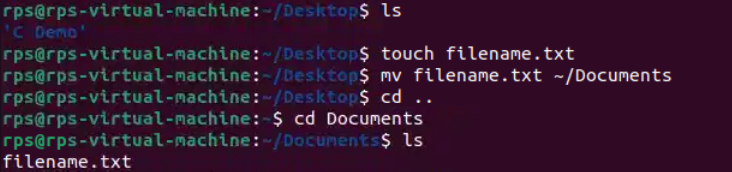 rps@rps-virtual-machine:~/Desktop$ ls
'C Demo'
rps@rps-virtual-machine:~/Desktop$ touch filename.txt
rps@rps-virtual-machine:~/Desktop$ mv filename.txt ~/Documents
rps@rps-virtual-machine:~/Desktop$ cd ..
rps@rps-virtual-machine:~$ cd Documents
rps@rps-virtual-machine:~/Documents$ ls
filename.txt